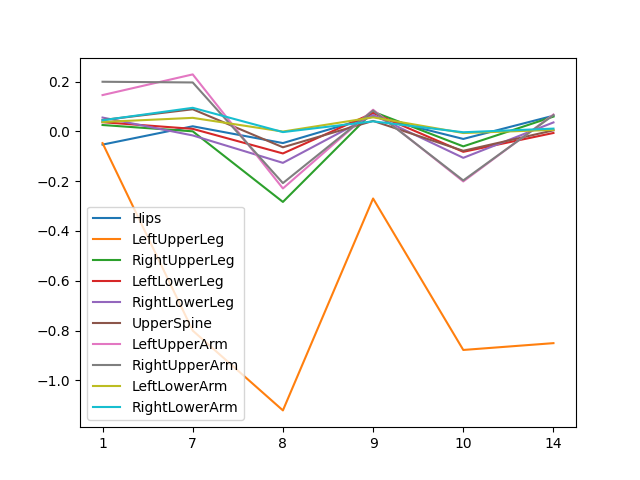 0.2
0.0
−0.2
−0.4
−0.6
−0.8
−1.0
Hips
LeftUpperLeg
RightUpperLeg
LeftLowerLeg
RightLowerLeg
UpperSpine
LeftUpperArm
RightUpperArm
LeftLowerArm
RightLowerArm
1 7 8 9 10 14